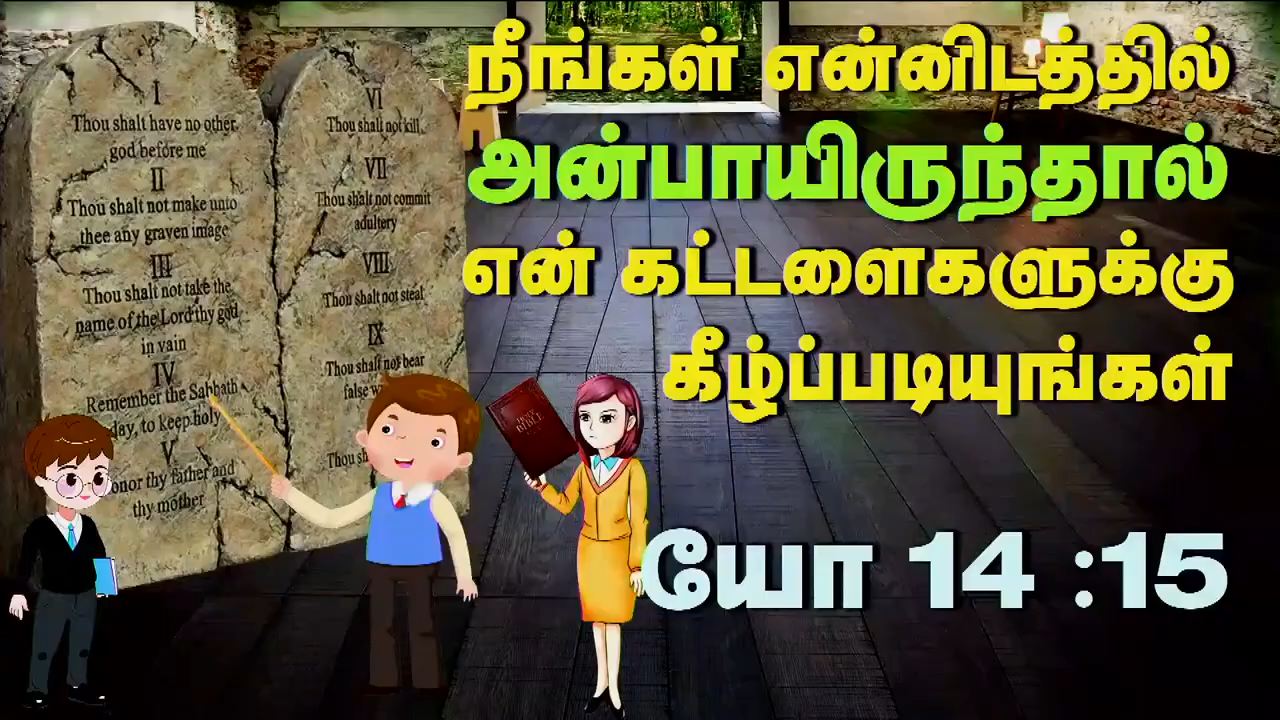 I
Thou shalt have no other
god before me
II
Thou shalt not make unto
thee any graven image
III
Thou shalt not take the
name of the Lord thy god
in vain
IV
Remember the Sabbath
day, to keep holy
V
thy father and
thy mother
VI
Thou shalt not kill
VII
Thou shalt not commit
adultery
VIII
Thou shalt not steal
IX
Thou shalt not bear
false
Thou
நீங்கள் என்னிடத்தில்
அன்பாயிருந்தால்
என் கட்டளைகளுக்கு
கீழ்ப்படியுங்கள்
யோ 14 :15
HOLY
BIBLE